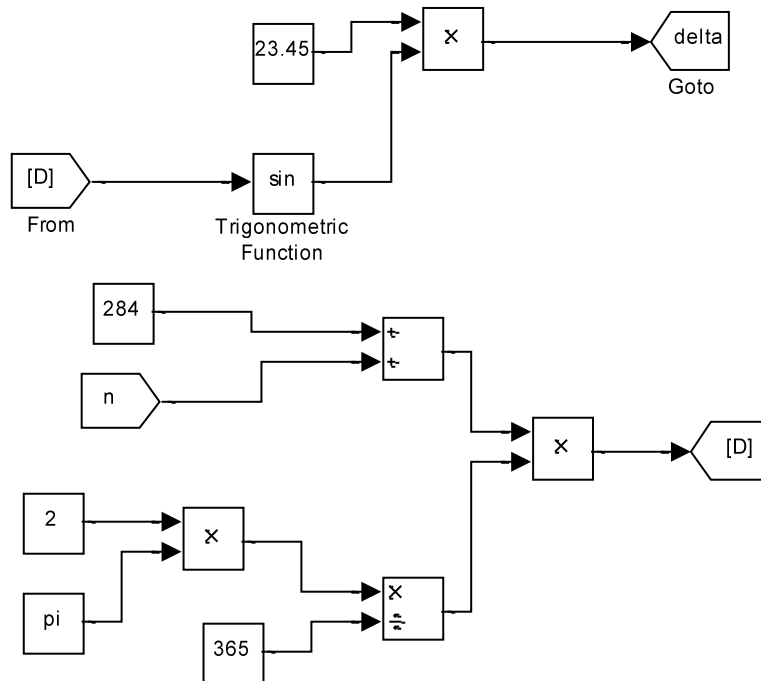 23.45
×
delta
Goto
[D]
From
sin
Trigonometric
Function
284
+
+
n
×
[D]
2
×
pi
×
÷
365